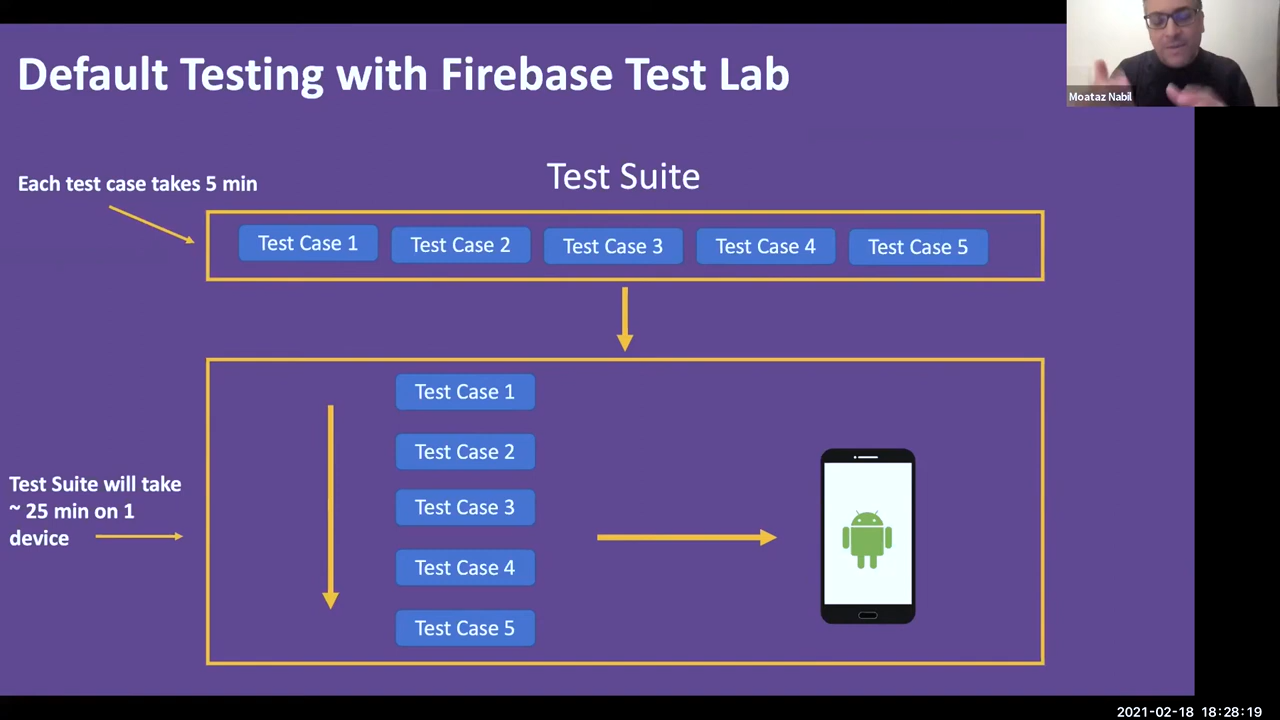 Default Testing with Firebase Test Lab
Moataz Nabil
Each test case takes 5 min
Test Suite
Test Case 1
Test Case 2
Test Case 3
Test Case 4
Test Case 5
Test Case 1
Test Case 2
Test Case 3
Test Case 4
Test Case 5
Test Suite will take
~ 25 min on 1
device
2021-02-18 18:28:19